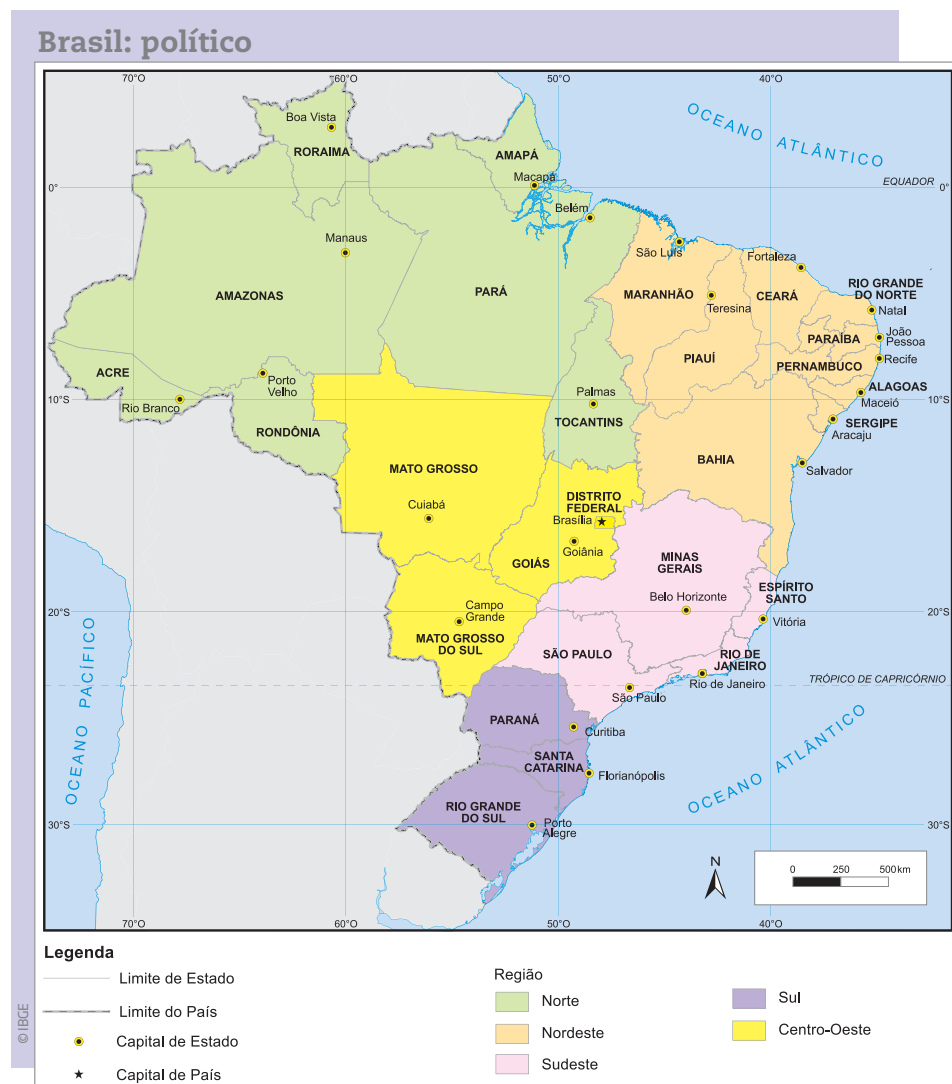 Brasil: político
70°O
60°O
50°O
40°O
OCEANO ATLÂNTICO
Boa Vista
RORAIMA
AMAPÁ
Macapá
EQUADOR
0°
0°
Belém
Manaus
São Luís
Fortaleza
AMAZONAS
PARÁ
MARANHÃO
Teresina
CEARÁ
RIO GRANDE
DO NORTE
Natal
João
Pessoa
PARAÍBA
PIAUÍ
Recife
PERNAMBUCO
ACRE
Porto
Velho
ALAGOAS
Maceió
Rio Branco
Palmas
10°S
10°S
RONDÔNIA
TOCANTINS
SERGIPE
Aracaju
MATO GROSSO
BAHIA
Salvador
Cuiabá
DISTRITO
FEDERAL
Brasília
Goiânia
GOIÁS
MINAS
GERAIS
ESPÍRITO
SANTO
Campo
Grande
Belo Horizonte
20°S
20°S
Vitória
MATO GROSSO
DO SUL
SÃO PAULO
RIO DE
JANEIRO
Rio de Janeiro
TRÓPICO DE CAPRICÓRNIO
São Paulo
OCEANO PACÍFICO
PARANÁ
Curitiba
OCEANO ATLÂNTICO
SANTA
CATARINA
Florianópolis
RIO GRANDE
DO SUL
Porto
Alegre
30°S
30°S
N
0 250 500 km
70°O
60°O
50°O
40°O
Legenda
Limite de Estado
Limite do País
Capital de Estado
Capital de País
Região
Norte
Nordeste
Sudeste
Sul
Centro-Oeste
© IBGE